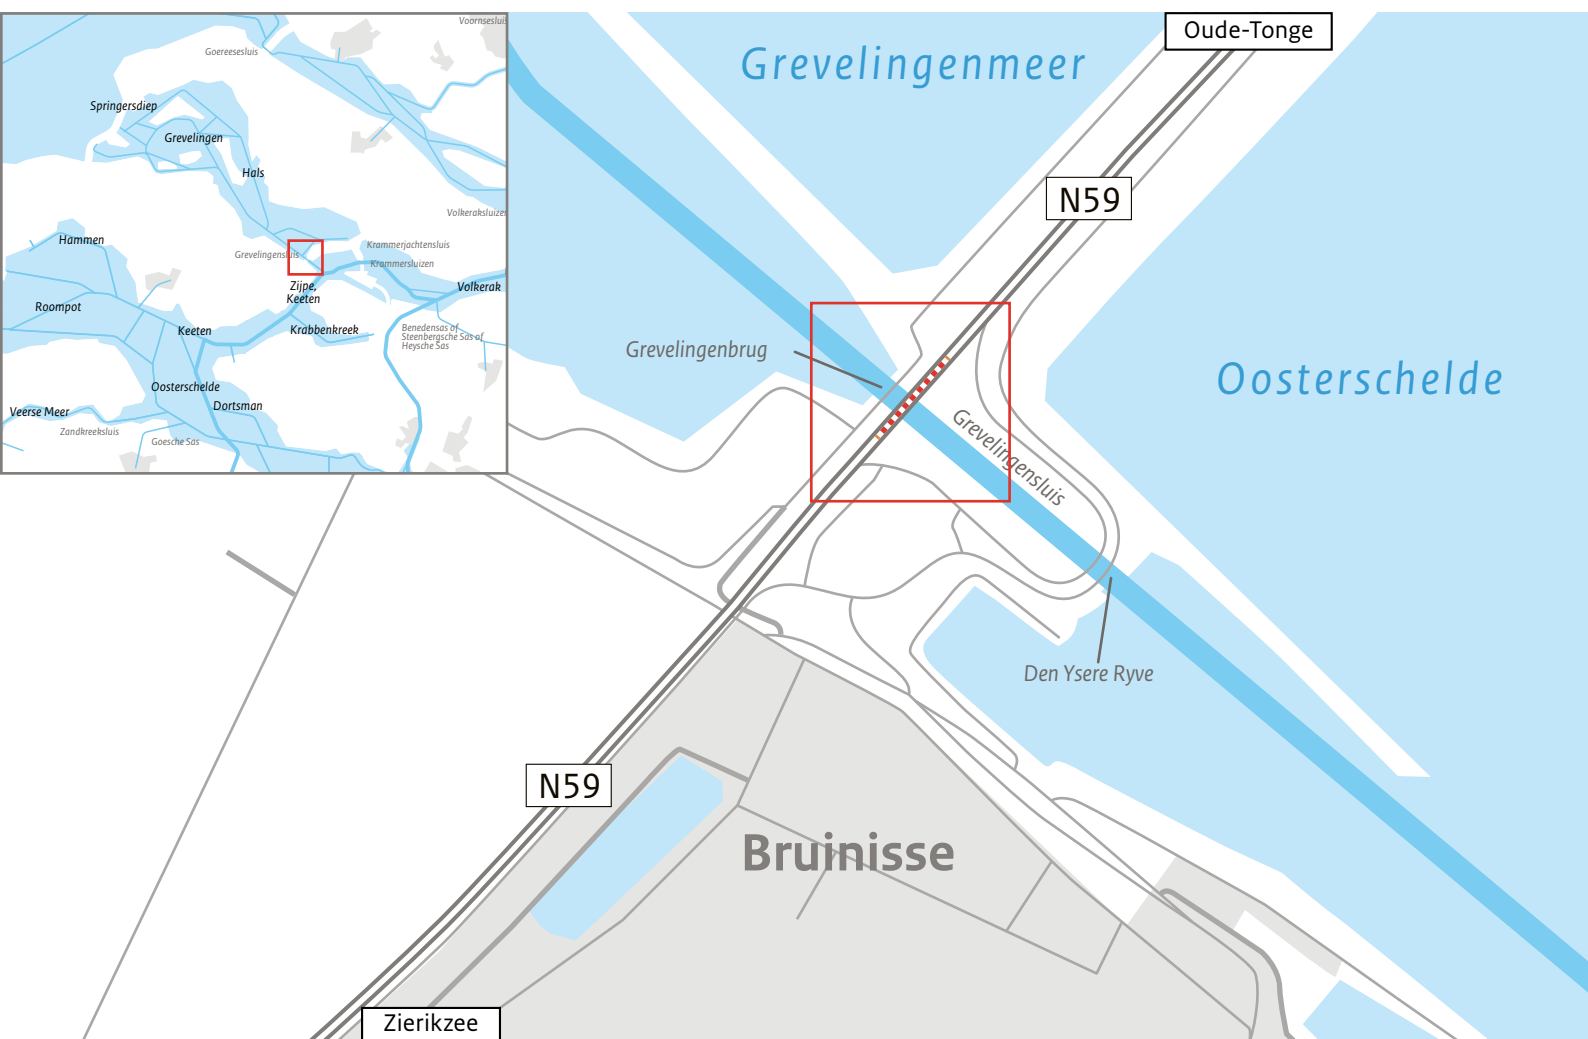 Voornsesluis
Goereesesluis
Springersdiep
Grevelingen
Hals
Volkeraksluizen
Hammen
Grevelingensluis
Krammerjachtensluis
Krammersluizen
Zijpe,
Keeten
Volkerak
Roompot
Keeten
Krabbenkreek
Benedensas of
Steenbergsche Sas of
Heysche Sas
Oosterschelde
Dortsman
Veerse Meer
Zandkreeksluis
Goesche Sas
Oude-Tonge
Grevelingenmeer
N59
Grevelingenbrug
Oosterschelde
Grevelingensluis
Den Ysere Ryve
N59
Bruinisse
Zierikzee